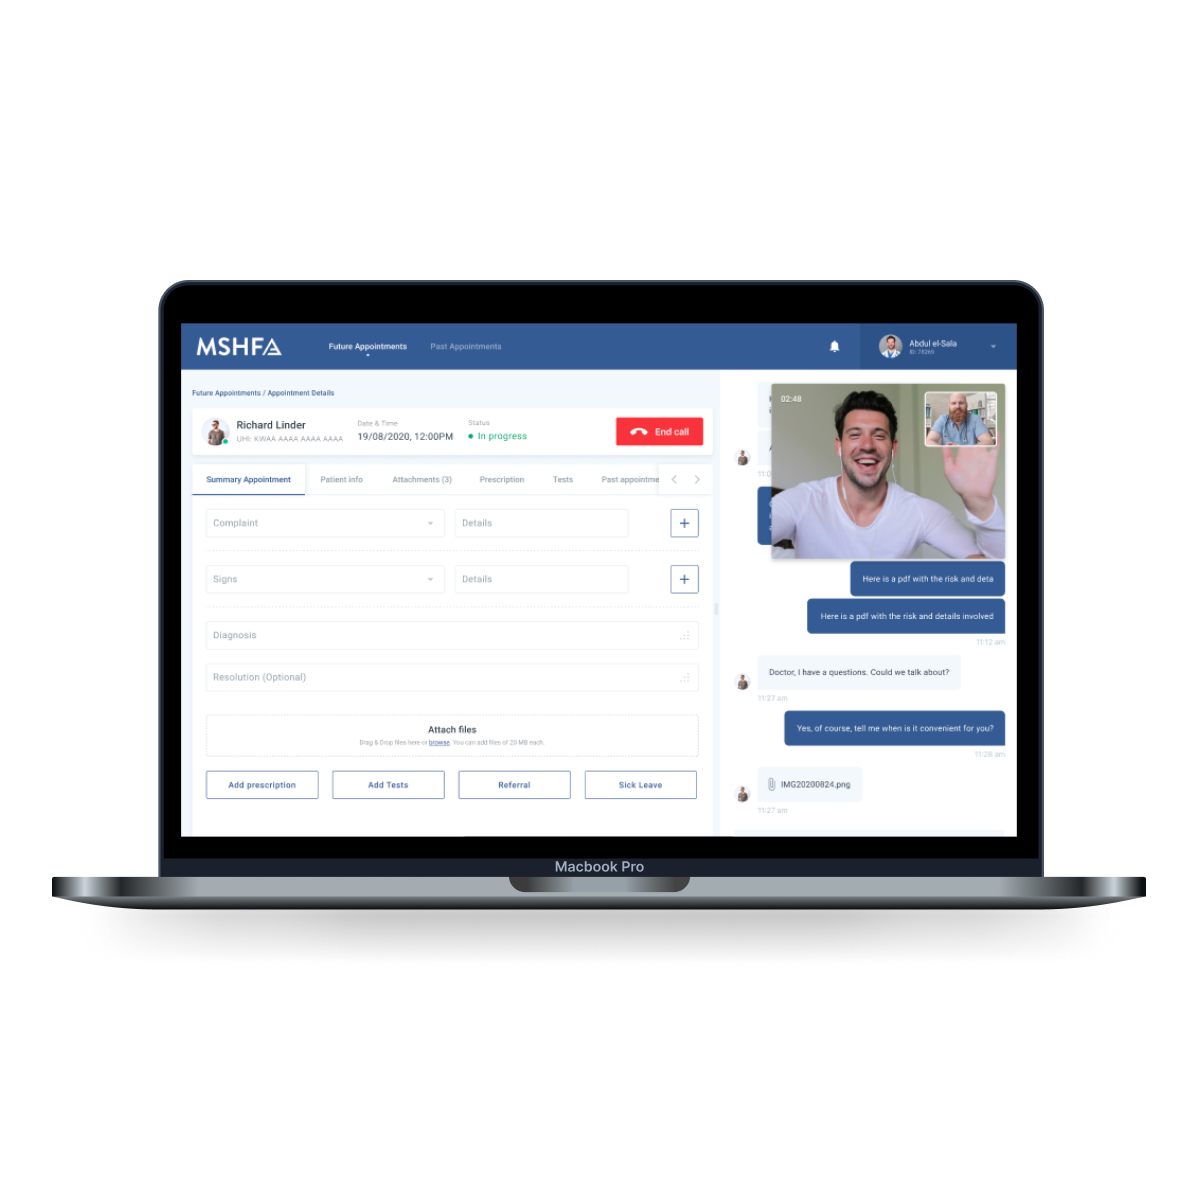 MSHFA
Future Appointments
Past Appointments
Abdul el-Sala
ID: 78269
Future Appointments / Appointment Details
Richard Linder
UHI: KWAA AAAA AAAA AAAA
Date & Time
19/08/2020, 12:00PM
Status
In progress
End call
Summary Appointment
Patient info
Attachments (3)
Prescription
Tests
Past appointme
Complaint
Details
+
Signs
Details
+
Diagnosis
Resolution (Optional)
Attach files
Drag & Drop files here or browse. You can add files of 20 MB each.
Add prescription
Add Tests
Referral
Sick Leave
02:48
11:0
Here is a pdf with the risk and deta
Here is a pdf with the risk and details involved
11:12 am
Doctor, I have a questions. Could we talk about?
11:27 am
Yes, of course, tell me when is it convenient for you?
11:28 am
IMG20200824.png
11:27 am
Macbook Pro